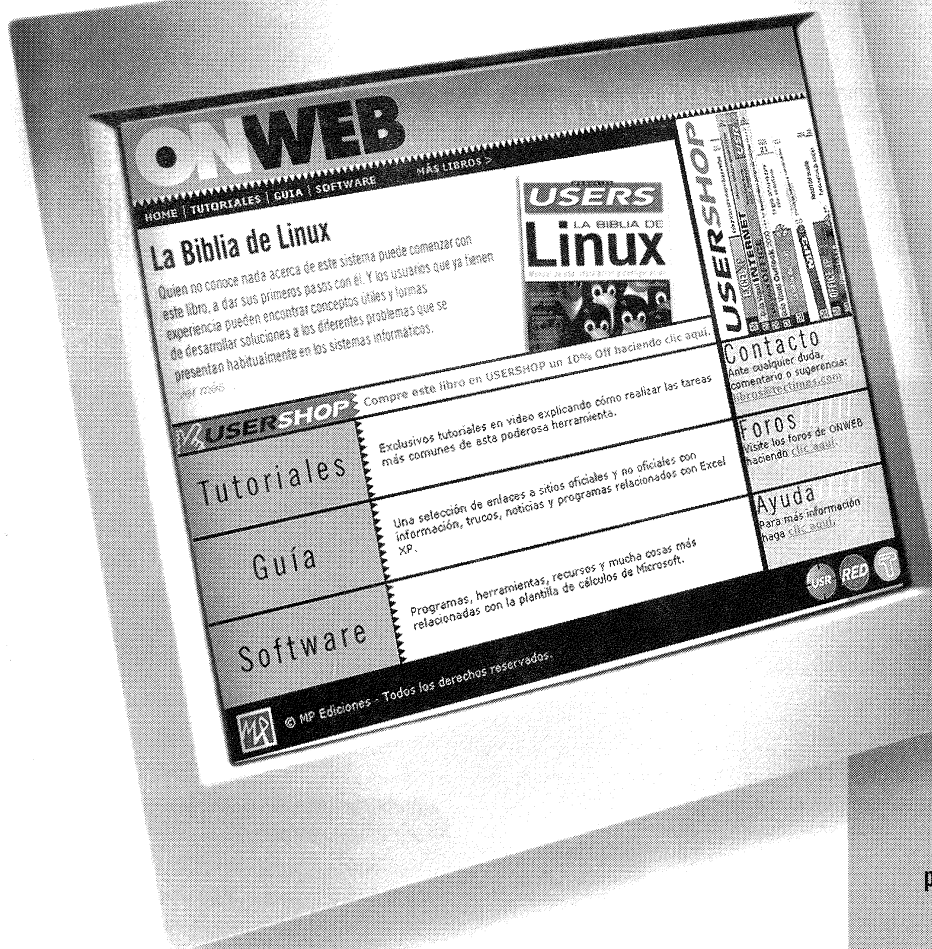 ONWEB
HOME | TUTORIALES | GUIA | SOFTWARE MÁS LIBROS >
La Biblia de Linux
Quien no conoce nada acerca de este sistema puede comenzar con
este libro, a dar sus primeros pasos con él. Y los usuarios que ya tienen
experiencia pueden encontrar conceptos útiles y formas
de desarrollar soluciones a los diferentes problemas que se
presentan habitualmente en los sistemas informáticos.
ver más
USERS
LA BIBLIA DE
Linux
USERSHOP
Compre este libro en USERSHOP un 10% Off haciendo clic aquí.
USERSHOP
Tutoriales
Exclusivos tutoriales en video explicando cómo realizar las tareas
más comunes de esta poderosa herramienta.
Guía
Una selección de enlaces a sitios oficiales y no oficiales con
información, trucos, noticias y programas relacionados con Excel
XP.
Software
Programas, herramientas, recursos y mucha cosas más
relacionadas con la plantilla de cálculos de Microsoft.
Contacto
Ante cualquier duda,
comentario o sugerencia:
libros@tectimes.com
Foros
Visite los foros de ONWEB
haciendo clic aquí.
Ayuda
Para más información
haga clic aquí.
USR RED T
MP © MP Ediciones - Todos los derechos reservados.